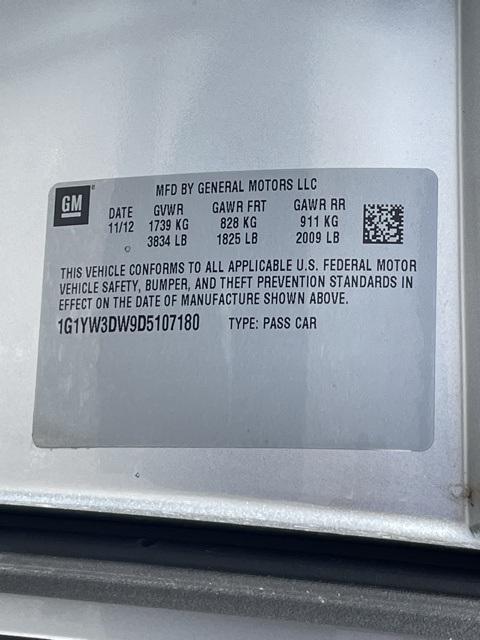 GM
MFD BY GENERAL MOTORS LLC
DATE GVWR GAWR FRT GAWR RR
11/12 1739 KG 828 KG 911 KG
3834 LB 1825 LB 2009 LB
THIS VEHICLE CONFORMS TO ALL APPLICABLE U.S. FEDERAL MOTOR
VEHICLE SAFETY, BUMPER, AND THEFT PREVENTION STANDARDS IN
EFFECT ON THE DATE OF MANUFACTURE SHOWN ABOVE.
1G1YW3DW9D5107180 TYPE: PASS CAR